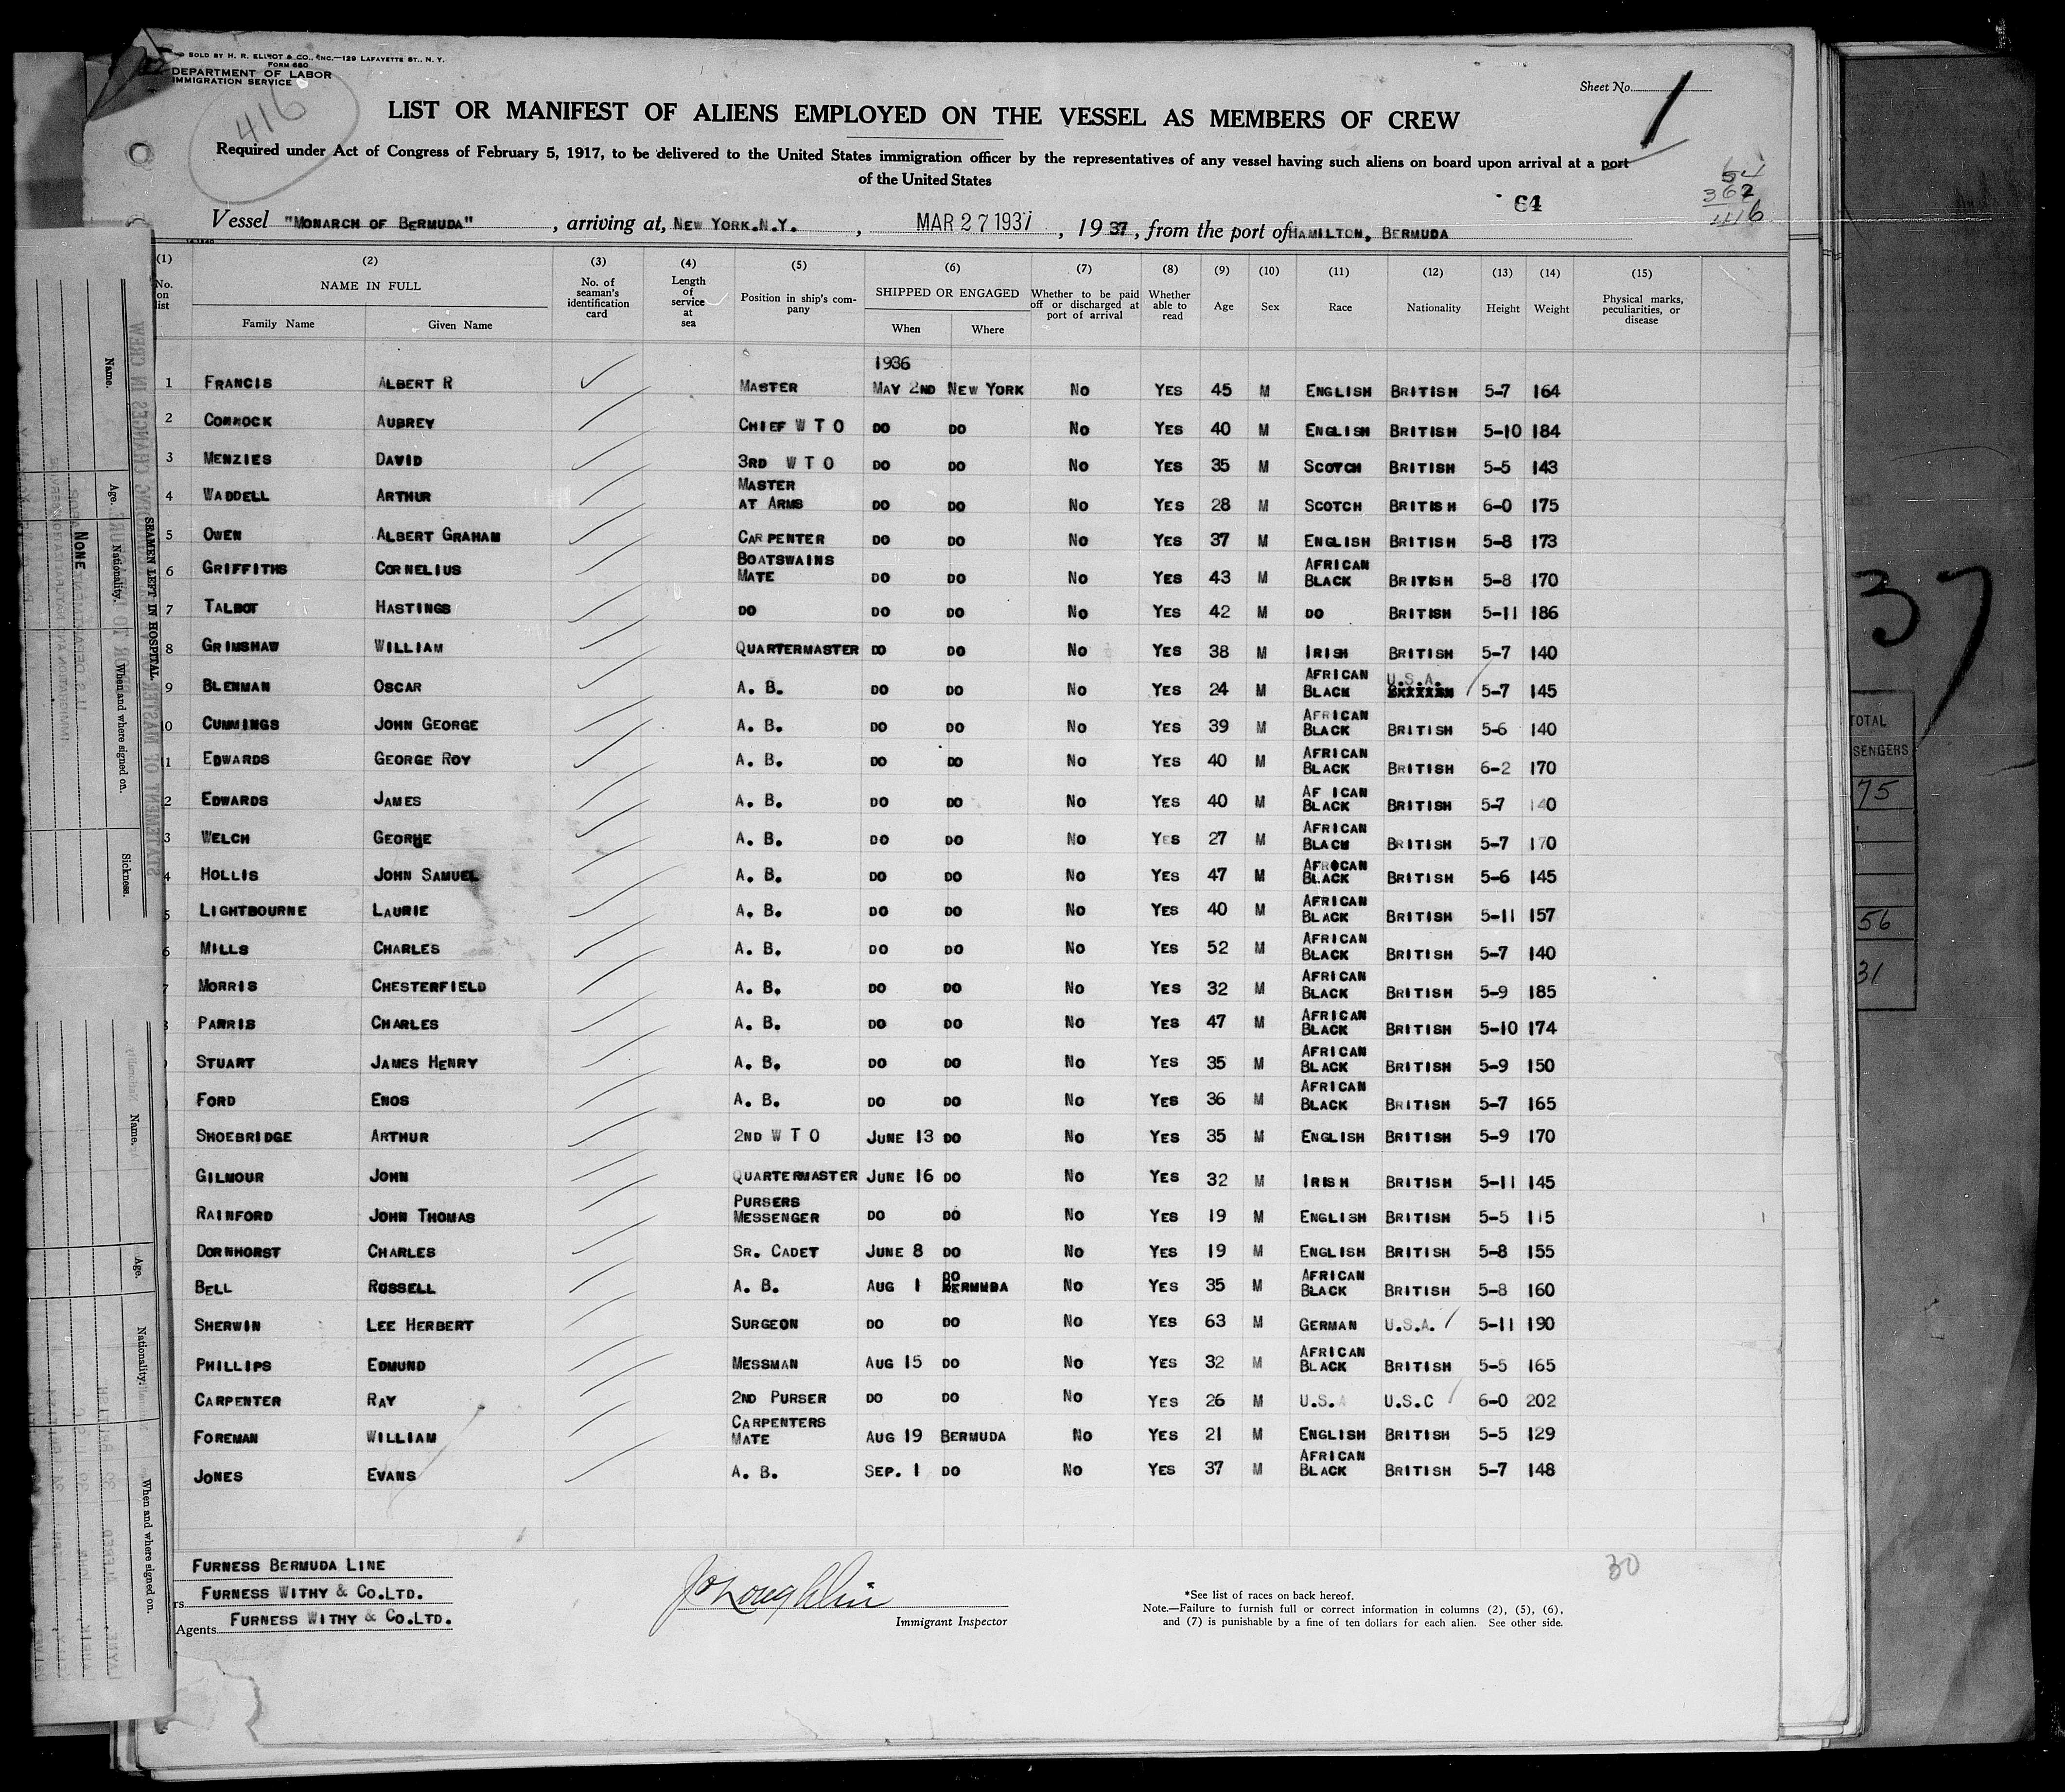 SOLD BY H. R. ELLIOT & CO., INC.—129 LAFAYETTE ST., N. Y.
FORM 680
DEPARTMENT OF LABOR
IMMIGRATION SERVICE
416
Sheet No. 1
LIST OR MANIFEST OF ALIENS EMPLOYED ON THE VESSEL AS MEMBERS OF CREW
Required under Act of Congress of February 5, 1917, to be delivered to the United States immigration officer by the representatives of any vessel having such aliens on board upon arrival at a port
of the United States
54
362
416
64
Vessel "MONARCH OF BERMUDA", arriving at, NEW YORK.N.Y., MAR 27 1937, 1937, from the port of HAMILTON, BERMUDA
(1) (2) (3) (4) (5) (6) (7) (8) (9) (10) (11) (12) (13) (14) (15)
No. on list NAME IN FULL Family Name Given Name No. of seaman's identification card Length of service at sea Position in ship's company SHIPPED OR ENGAGED When Where Whether to be paid off or discharged at port of arrival Whether able to read Age Sex Race Nationality Height Weight Physical marks, peculiarities, or disease
1936
1 FRANCIS ALBERT R MASTER MAY 2ND NEW YORK No YES 45 M ENGLISH BRITISH 5-7 164
2 CONNOCK AUBREY CHIEF W T O DO DO No YES 40 M ENGLISH BRITISH 5-10 184
3 MENZIES DAVID 3RD W T O DO DO No YES 35 M SCOTCH BRITISH 5-5 143
4 WADDELL ARTHUR MASTER AT ARMS DO DO No YES 28 M SCOTCH BRITISH 6-0 175
5 OWEN ALBERT GRAHAM CARPENTER DO DO No YES 37 M ENGLISH BRITISH 5-8 173
6 GRIFFITHS CORNELIUS BOATSWAINS MATE DO DO No YES 43 M AFRICAN BLACK BRITISH 5-8 170
7 TALBOT HASTINGS DO DO DO No YES 42 M DO BRITISH 5-11 186
8 GRIMSHAW WILLIAM QUARTERMASTER DO DO No YES 38 M IRISH BRITISH 5-7 140
9 BLENMAN OSCAR A. B. DO DO No YES 24 M AFRICAN BLACK U.S.A. 5-7 145
0 CUMMINGS JOHN GEORGE A. B. DO DO No YES 39 M AFRICAN BLACK BRITISH 5-6 140
1 EDWARDS GEORGE ROY A. B. DO DO No YES 40 M AFRICAN BLACK BRITISH 6-2 170
2 EDWARDS JAMES A. B. DO DO No YES 40 M AF ICAN BLACK BRITISH 5-7 140
3 WELCH GEORGE A. B. DO DO No YES 27 M AFRICAN BLACK BRITISH 5-7 170
4 HOLLIS JOHN SAMUEL A. B. DO DO No YES 47 M AFRICAN BLACK BRITISH 5-6 145
5 LIGHTBOURNE LAURIE A. B. DO DO No YES 40 M AFRICAN BLACK BRITISH 5-11 157
6 MILLS CHARLES A. B. DO DO No YES 52 M AFRICAN BLACK BRITISH 5-7 140
7 MORRIS CHESTERFIELD A. B. DO DO No YES 32 M AFRICAN BLACK BRITISH 5-9 185
PARRIS CHARLES A. B. DO DO No YES 47 M AFRICAN BLACK BRITISH 5-10 174
STUART JAMES HENRY A. B. DO DO No YES 35 M AFRICAN BLACK BRITISH 5-9 150
FORD ENOS A. B. DO DO No YES 36 M AFRICAN BLACK BRITISH 5-7 165
SHOEBRIDGE ARTHUR 2ND W T O JUNE 13 DO No YES 35 M ENGLISH BRITISH 5-9 170
GILMOUR JOHN QUARTERMASTER JUNE 16 DO No YES 32 M IRISH BRITISH 5-11 145
RAINFORD JOHN THOMAS PURSERS MESSENGER DO DO No YES 19 M ENGLISH BRITISH 5-5 115
DORNHORST CHARLES SR. CADET JUNE 8 DO No YES 19 M ENGLISH BRITISH 5-8 155
BELL RUSSELL A. B. AUG 1 DO BERMUDA No YES 35 M AFRICAN BLACK BRITISH 5-8 160
SHERWIN LEE HERBERT SURGEON DO DO No YES 63 M GERMAN U.S.A. 5-11 190
PHILLIPS EDMUND MESSMAN AUG 15 DO No YES 32 M AFRICAN BLACK BRITISH 5-5 165
CARPENTER RAY 2ND PURSER DO DO No YES 26 M U.S.A U.S.C 6-0 202
FOREMAN WILLIAM CARPENTERS MATE AUG 19 BERMUDA No YES 21 M ENGLISH BRITISH 5-5 129
JONES EVANS A. B. SEP. 1 DO No YES 37 M AFRICAN BLACK BRITISH 5-7 148
30
FURNESS BERMUDA LINE
rs FURNESS WITHY & CO.LTD.
Agents FURNESS WITHY & CO.LTD.
Immigrant Inspector
*See list of races on back hereof.
Note.—Failure to furnish full or correct information in columns (2), (5), (6),
and (7) is punishable by a fine of ten dollars for each alien. See other side.
SEAMEN LEFT IN HOSPITAL.
Name. Age. Nationality. When and where signed on. Sickness.
NONE
Name. Age. Nationality. When and where signed on.
37
TOTAL
SENGERS
75
56
31